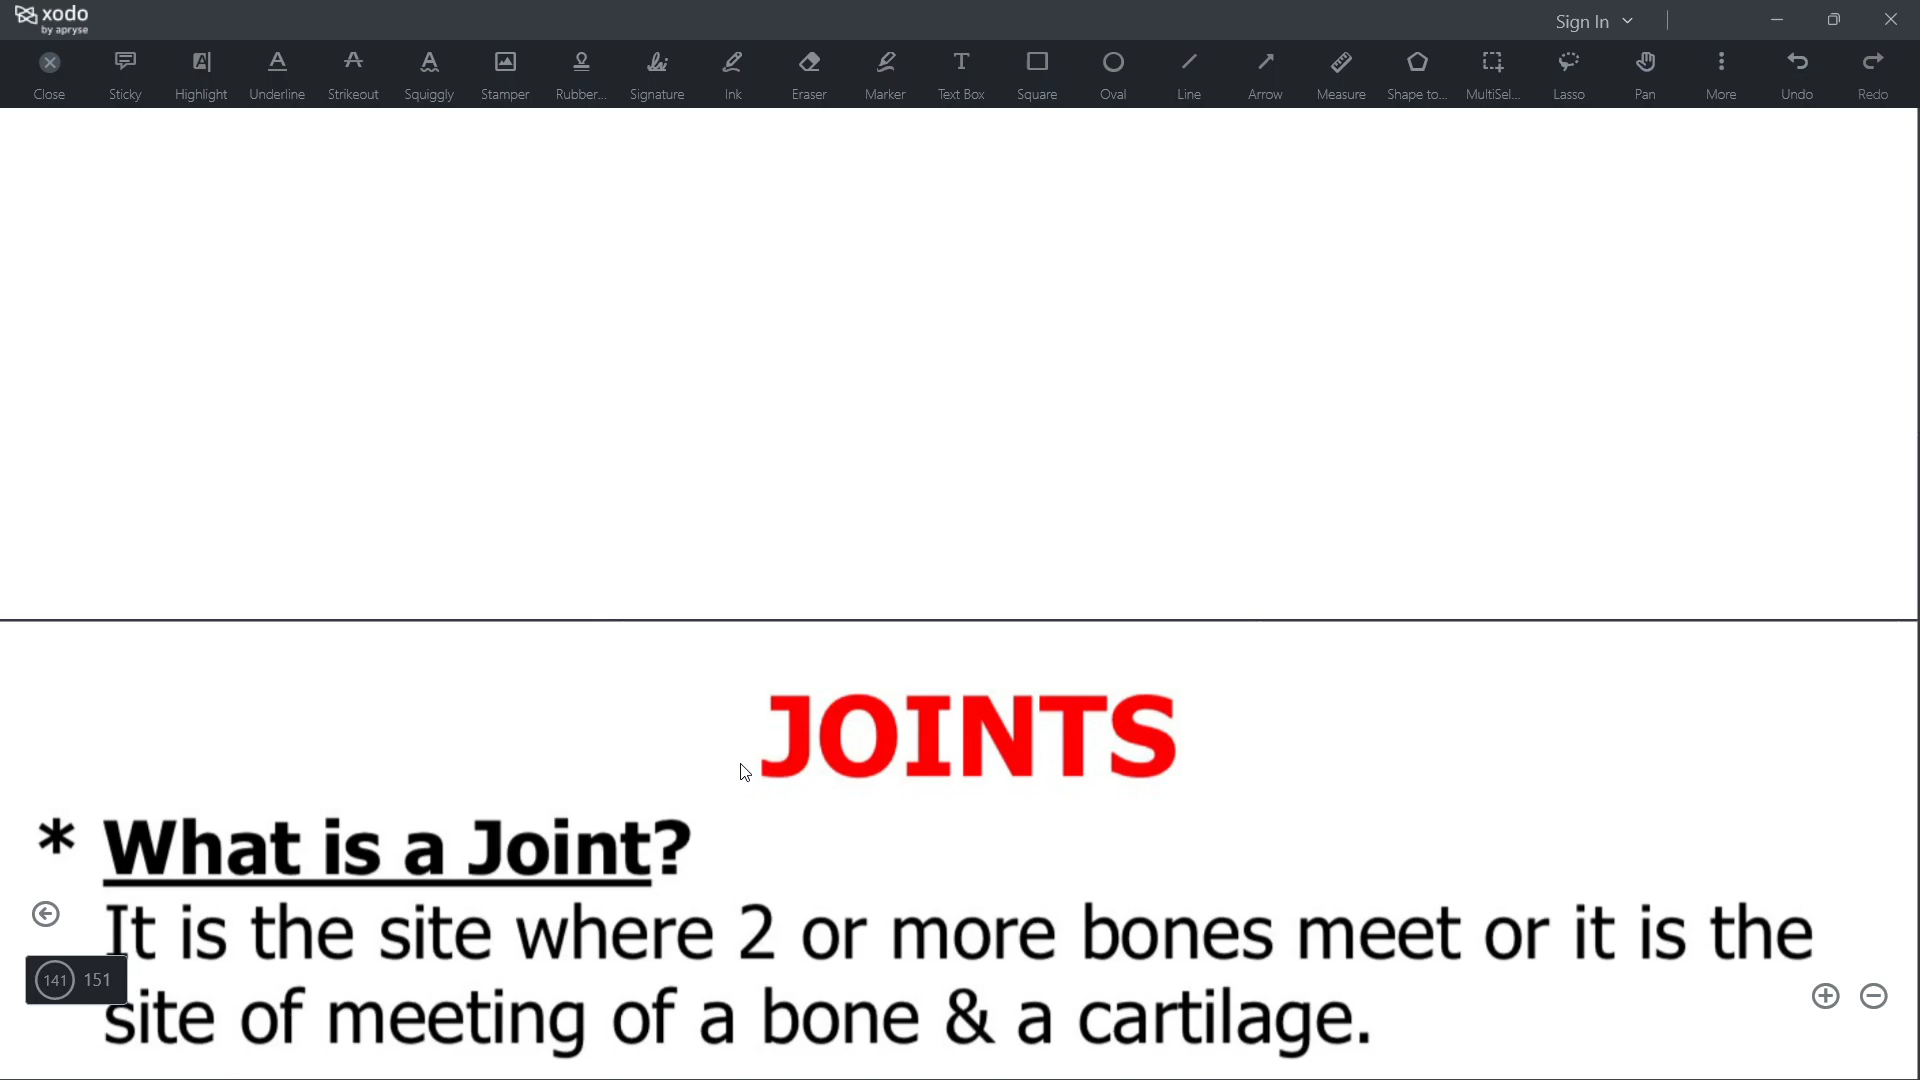 xodo
by apryse
Sign In
Close Sticky Highlight Underline Strikeout Squiggly Stamper Rubber... Signature Ink Eraser Marker Text Box Square Oval Line Arrow Measure Shape to... MultiSel... Lasso Pan More Undo Redo
JOINTS
* What is a Joint?
It is the site where 2 or more bones meet or it is the
site of meeting of a bone & a cartilage.
141 151